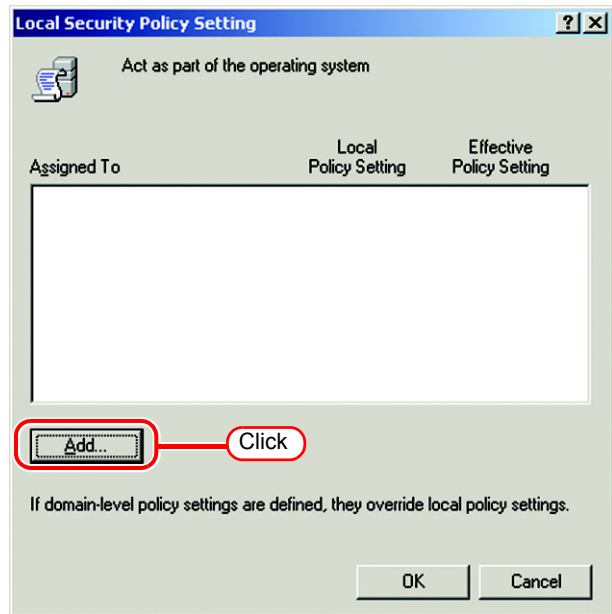 Local Security Policy Setting
Act as part of the operating system
Assigned To
Local Policy Setting
Effective Policy Setting
Add...
Click
If domain-level policy settings are defined, they override local policy settings.
OK
Cancel